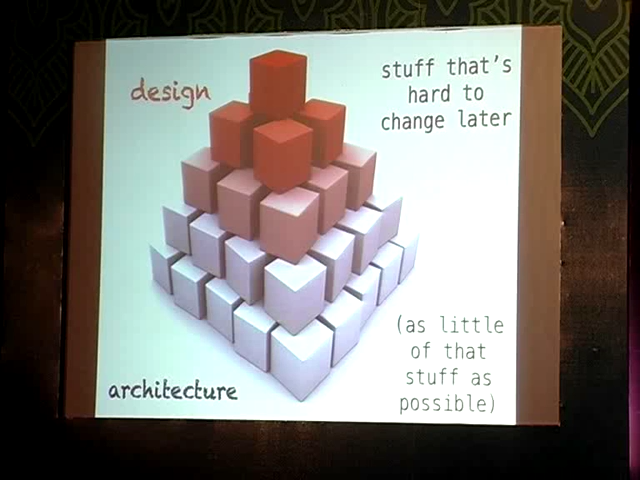 design
stuff that's
hard to
change later
(as little
of that
stuff as
possible)
architecture